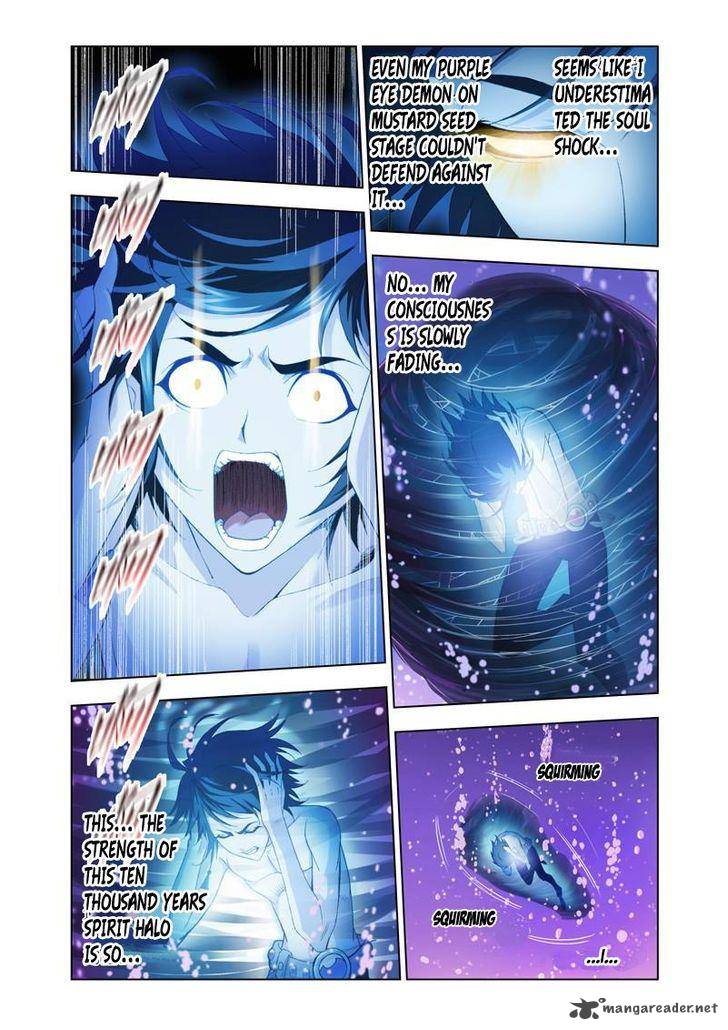 SEEMS LIKE I
UNDERESTIMA
TED THE SOUL
SHOCK...
EVEN MY PURPLE
EYE DEMON ON
MUSTARD SEED
STAGE COULDN'T
DEFEND AGAINST
IT...
NO... MY
CONSCIOUSNES
S IS SLOWLY
FADING...
SQUIRMING
SQUIRMING
...!...
THIS... THE
STRENGTH OF
THIS TEN
THOUSAND YEARS
SPIRIT HALO
IS SO...
mangareader.net